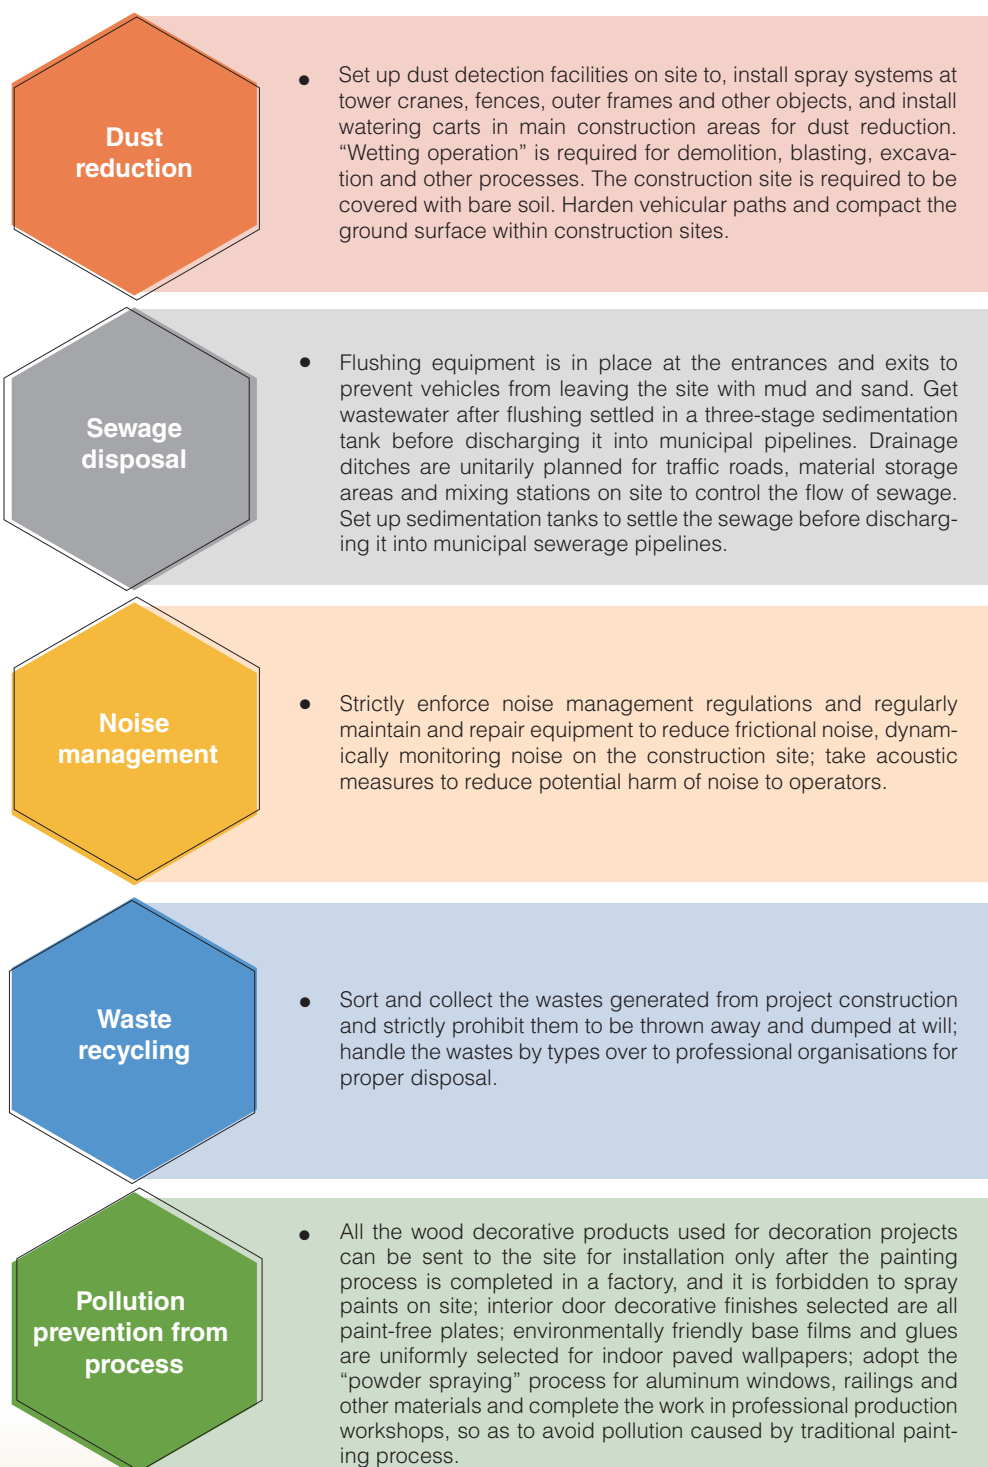 Dust
reduction
● Set up dust detection facilities on site to, install spray systems at
tower cranes, fences, outer frames and other objects, and install
watering carts in main construction areas for dust reduction.
“Wetting operation” is required for demolition, blasting, excava-
tion and other processes. The construction site is required to be
covered with bare soil. Harden vehicular paths and compact the
ground surface within construction sites.
Sewage
disposal
● Flushing equipment is in place at the entrances and exits to
prevent vehicles from leaving the site with mud and sand. Get
wastewater after flushing settled in a three-stage sedimentation
tank before discharging it into municipal pipelines. Drainage
ditches are unitarily planned for traffic roads, material storage
areas and mixing stations on site to control the flow of sewage.
Set up sedimentation tanks to settle the sewage before discharg-
ing it into municipal sewerage pipelines.
Noise
management
● Strictly enforce noise management regulations and regularly
maintain and repair equipment to reduce frictional noise, dynam-
ically monitoring noise on the construction site; take acoustic
measures to reduce potential harm of noise to operators.
Waste
recycling
● Sort and collect the wastes generated from project construction
and strictly prohibit them to be thrown away and dumped at will;
handle the wastes by types over to professional organisations for
proper disposal.
Pollution
prevention from
process
● All the wood decorative products used for decoration projects
can be sent to the site for installation only after the painting
process is completed in a factory, and it is forbidden to spray
paints on site; interior door decorative finishes selected are all
paint-free plates; environmentally friendly base films and glues
are uniformly selected for indoor paved wallpapers; adopt the
“powder spraying” process for aluminum windows, railings and
other materials and complete the work in professional production
workshops, so as to avoid pollution caused by traditional paint-
ing process.